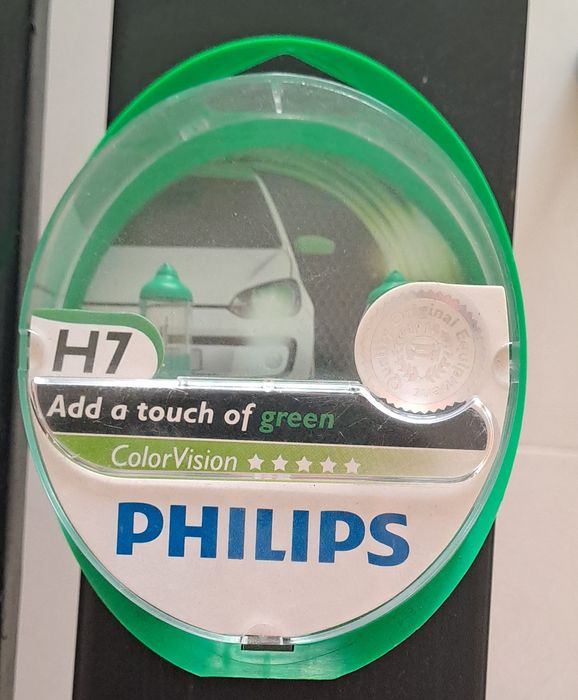 H7
Add a touch of green
ColorVision
PHILIPS